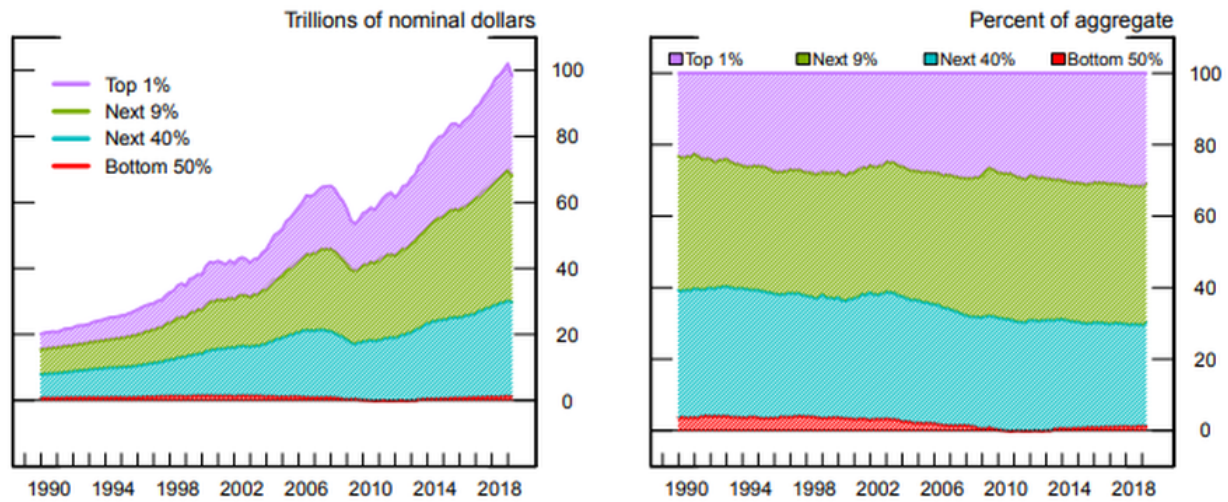 Trillions of nominal dollars
Top 1%
Next 9%
Next 40%
Bottom 50%
100
80
60
40
20
0
1990 1994 1998 2002 2006 2010 2014 2018
Percent of aggregate
Top 1% Next 9% Next 40% Bottom 50%
100
80
60
40
20
0
1990 1994 1998 2002 2006 2010 2014 2018